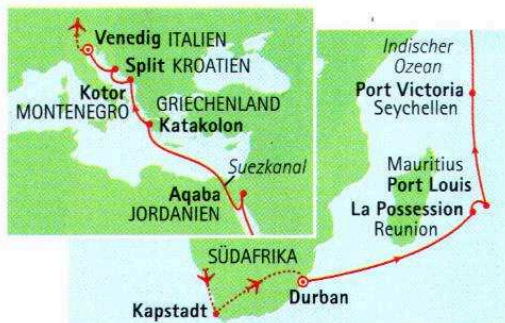 Venedig ITALIEN
Split KROATIEN
Kotor
MONTENEGRO
GRIECHENLAND
Katakolon
Suezkanal
Aqaba
JORDANIEN
Indischer
Ozean
Port Victoria
Seychellen
Mauritius
Port Louis
La Possession
Reunion
SÜDAFRIKA
Durban
Kapstadt